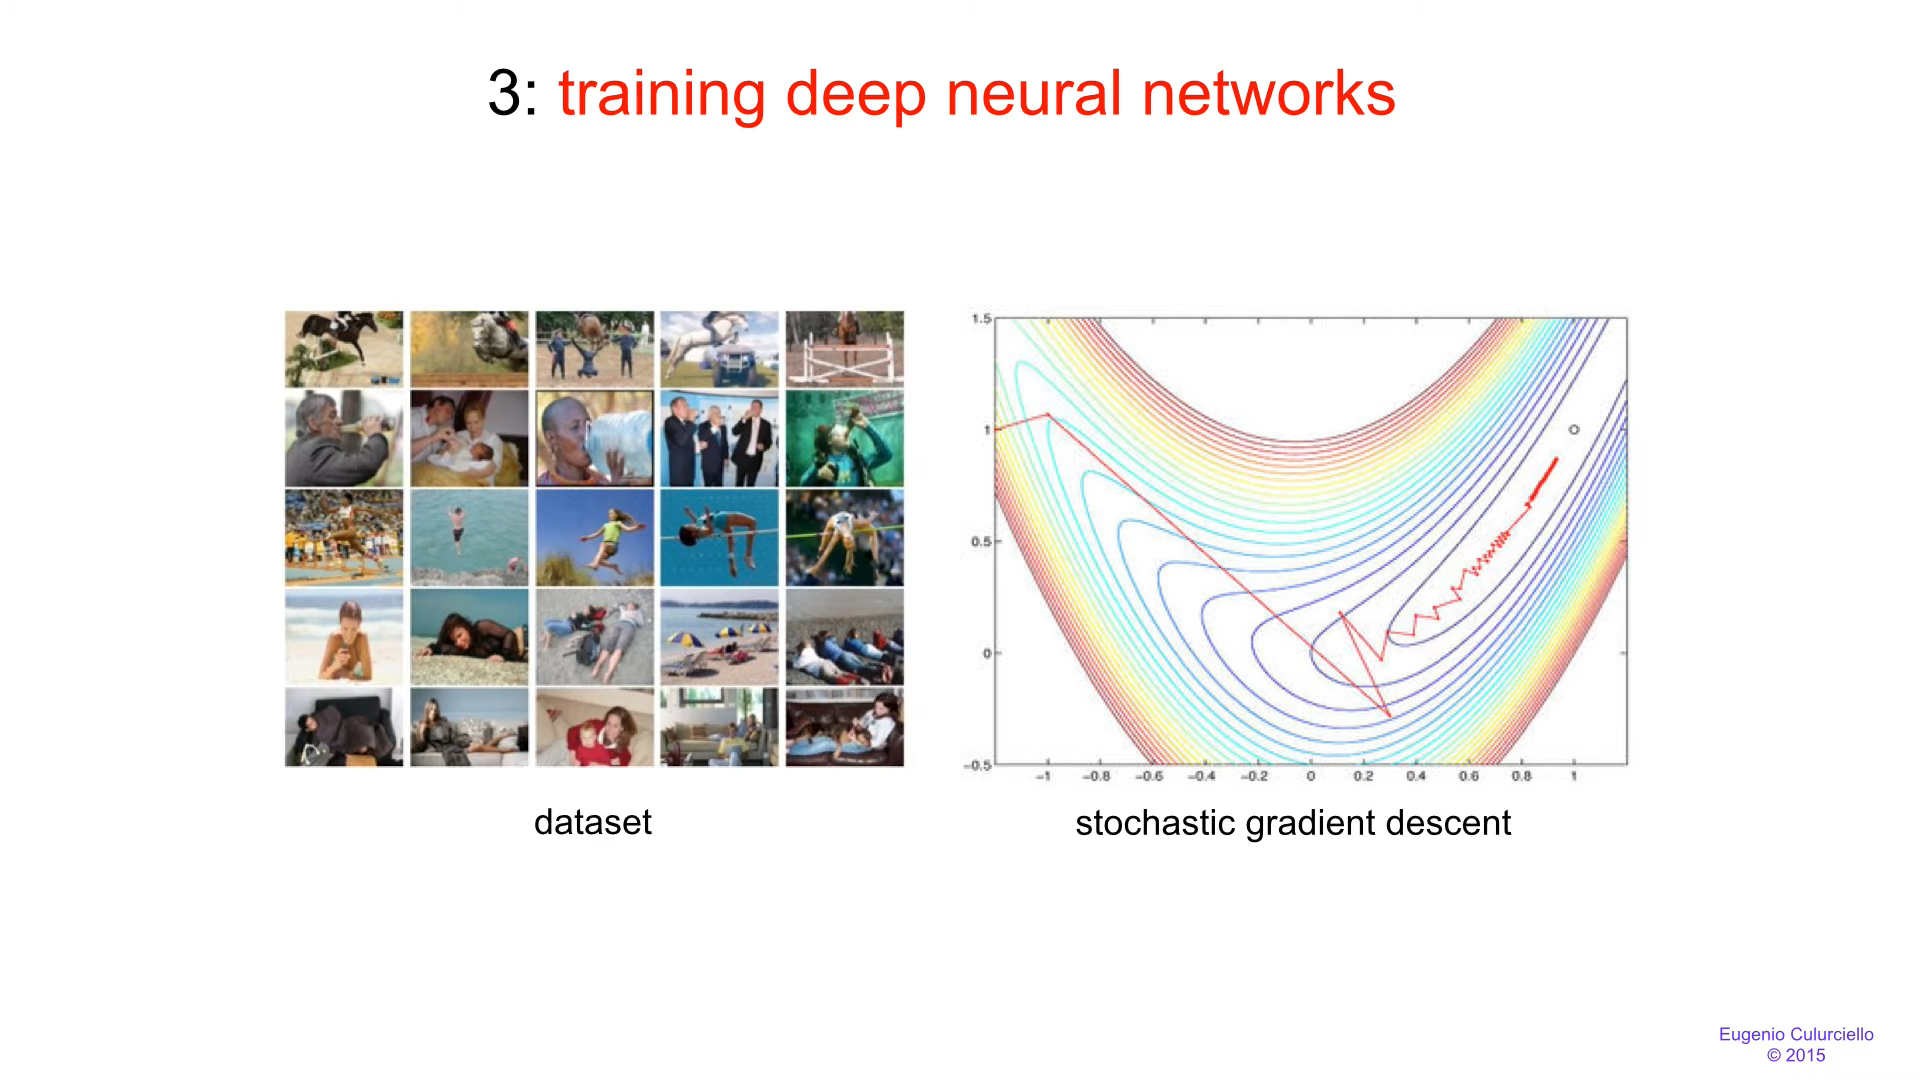 3: training deep neural networks
1.5
1
0.5
0
−0.5
−1 −0.8 −0.6 −0.4 −0.2 0 0.2 0.4 0.6 0.8 1
dataset
stochastic gradient descent
Eugenio Culurciello
© 2015